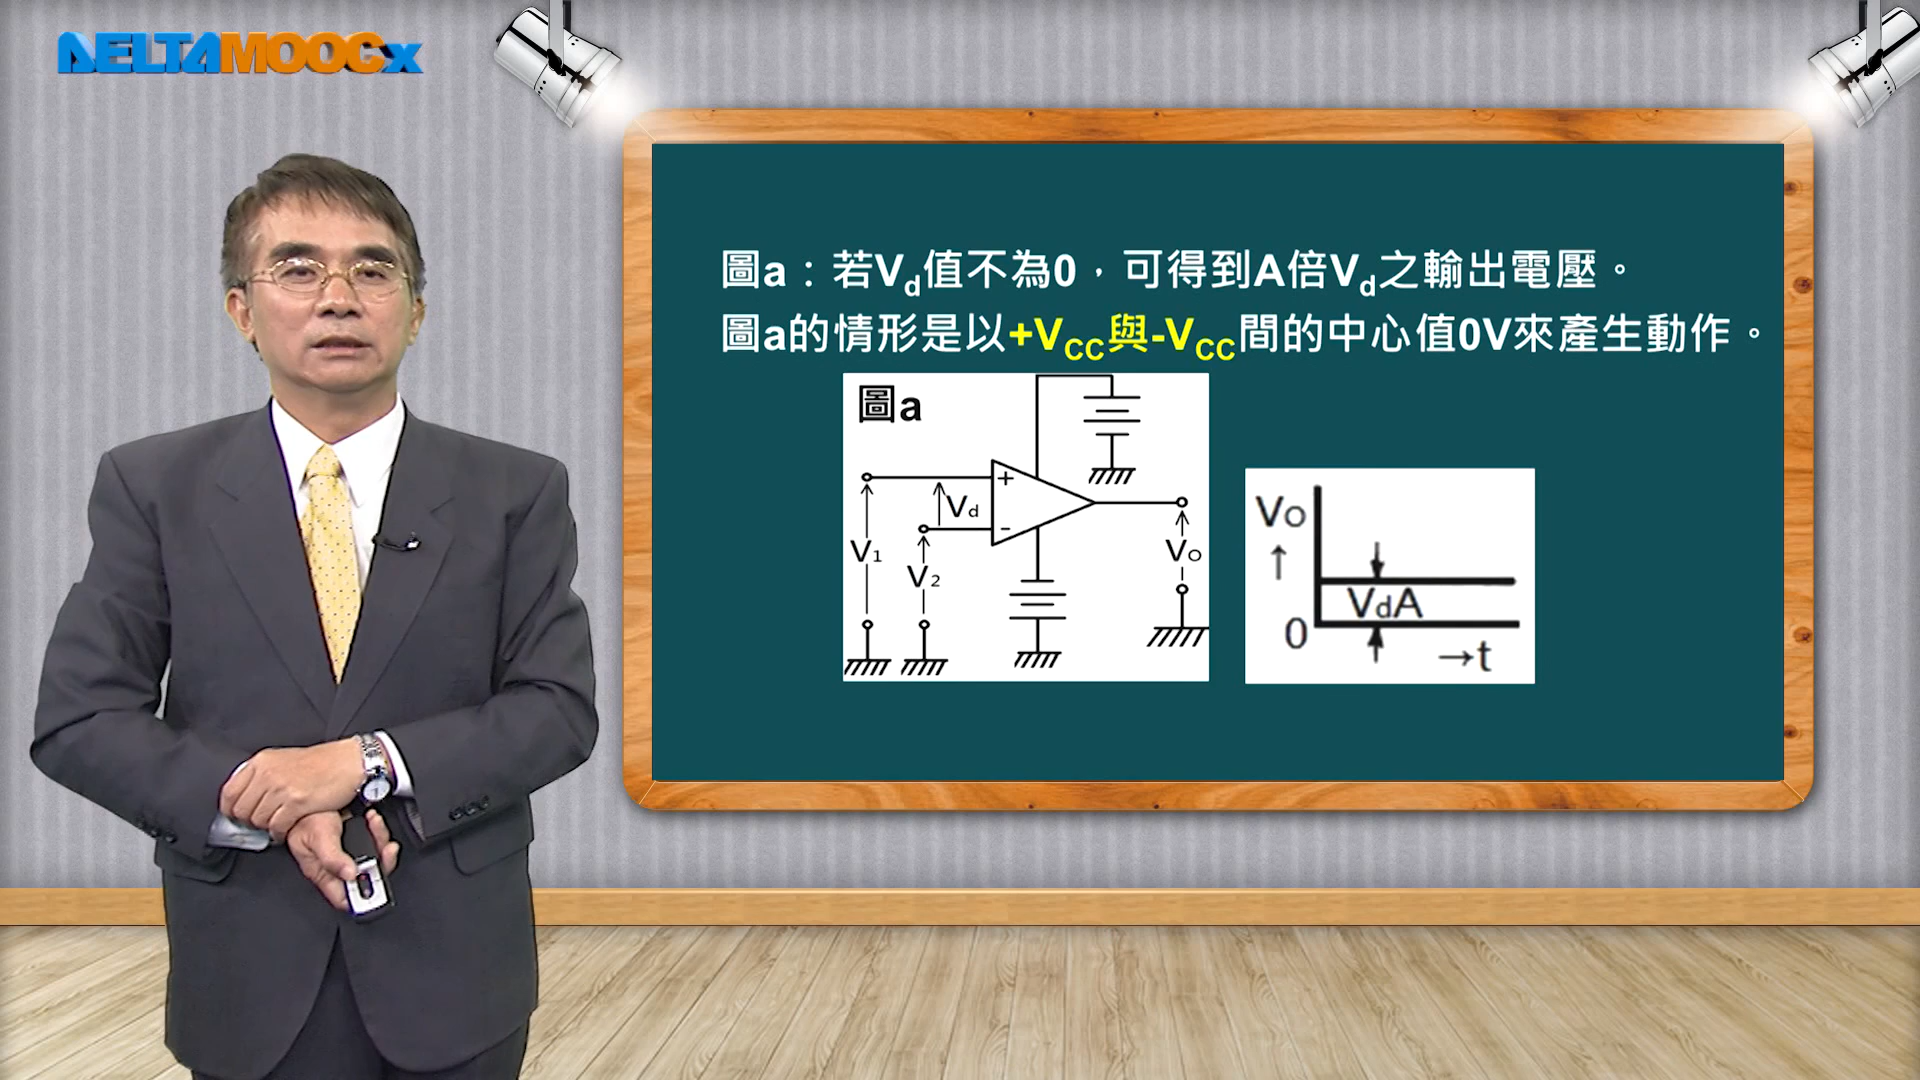 DELTAMOOCx
圖a：若Vd值不為0，可得到A倍Vd之輸出電壓。
圖a的情形是以+VCC與-VCC間的中心值0V來產生動作。
圖a
+
Vd
-
V1
V2
VO
VO
↑
VdA
0
→t